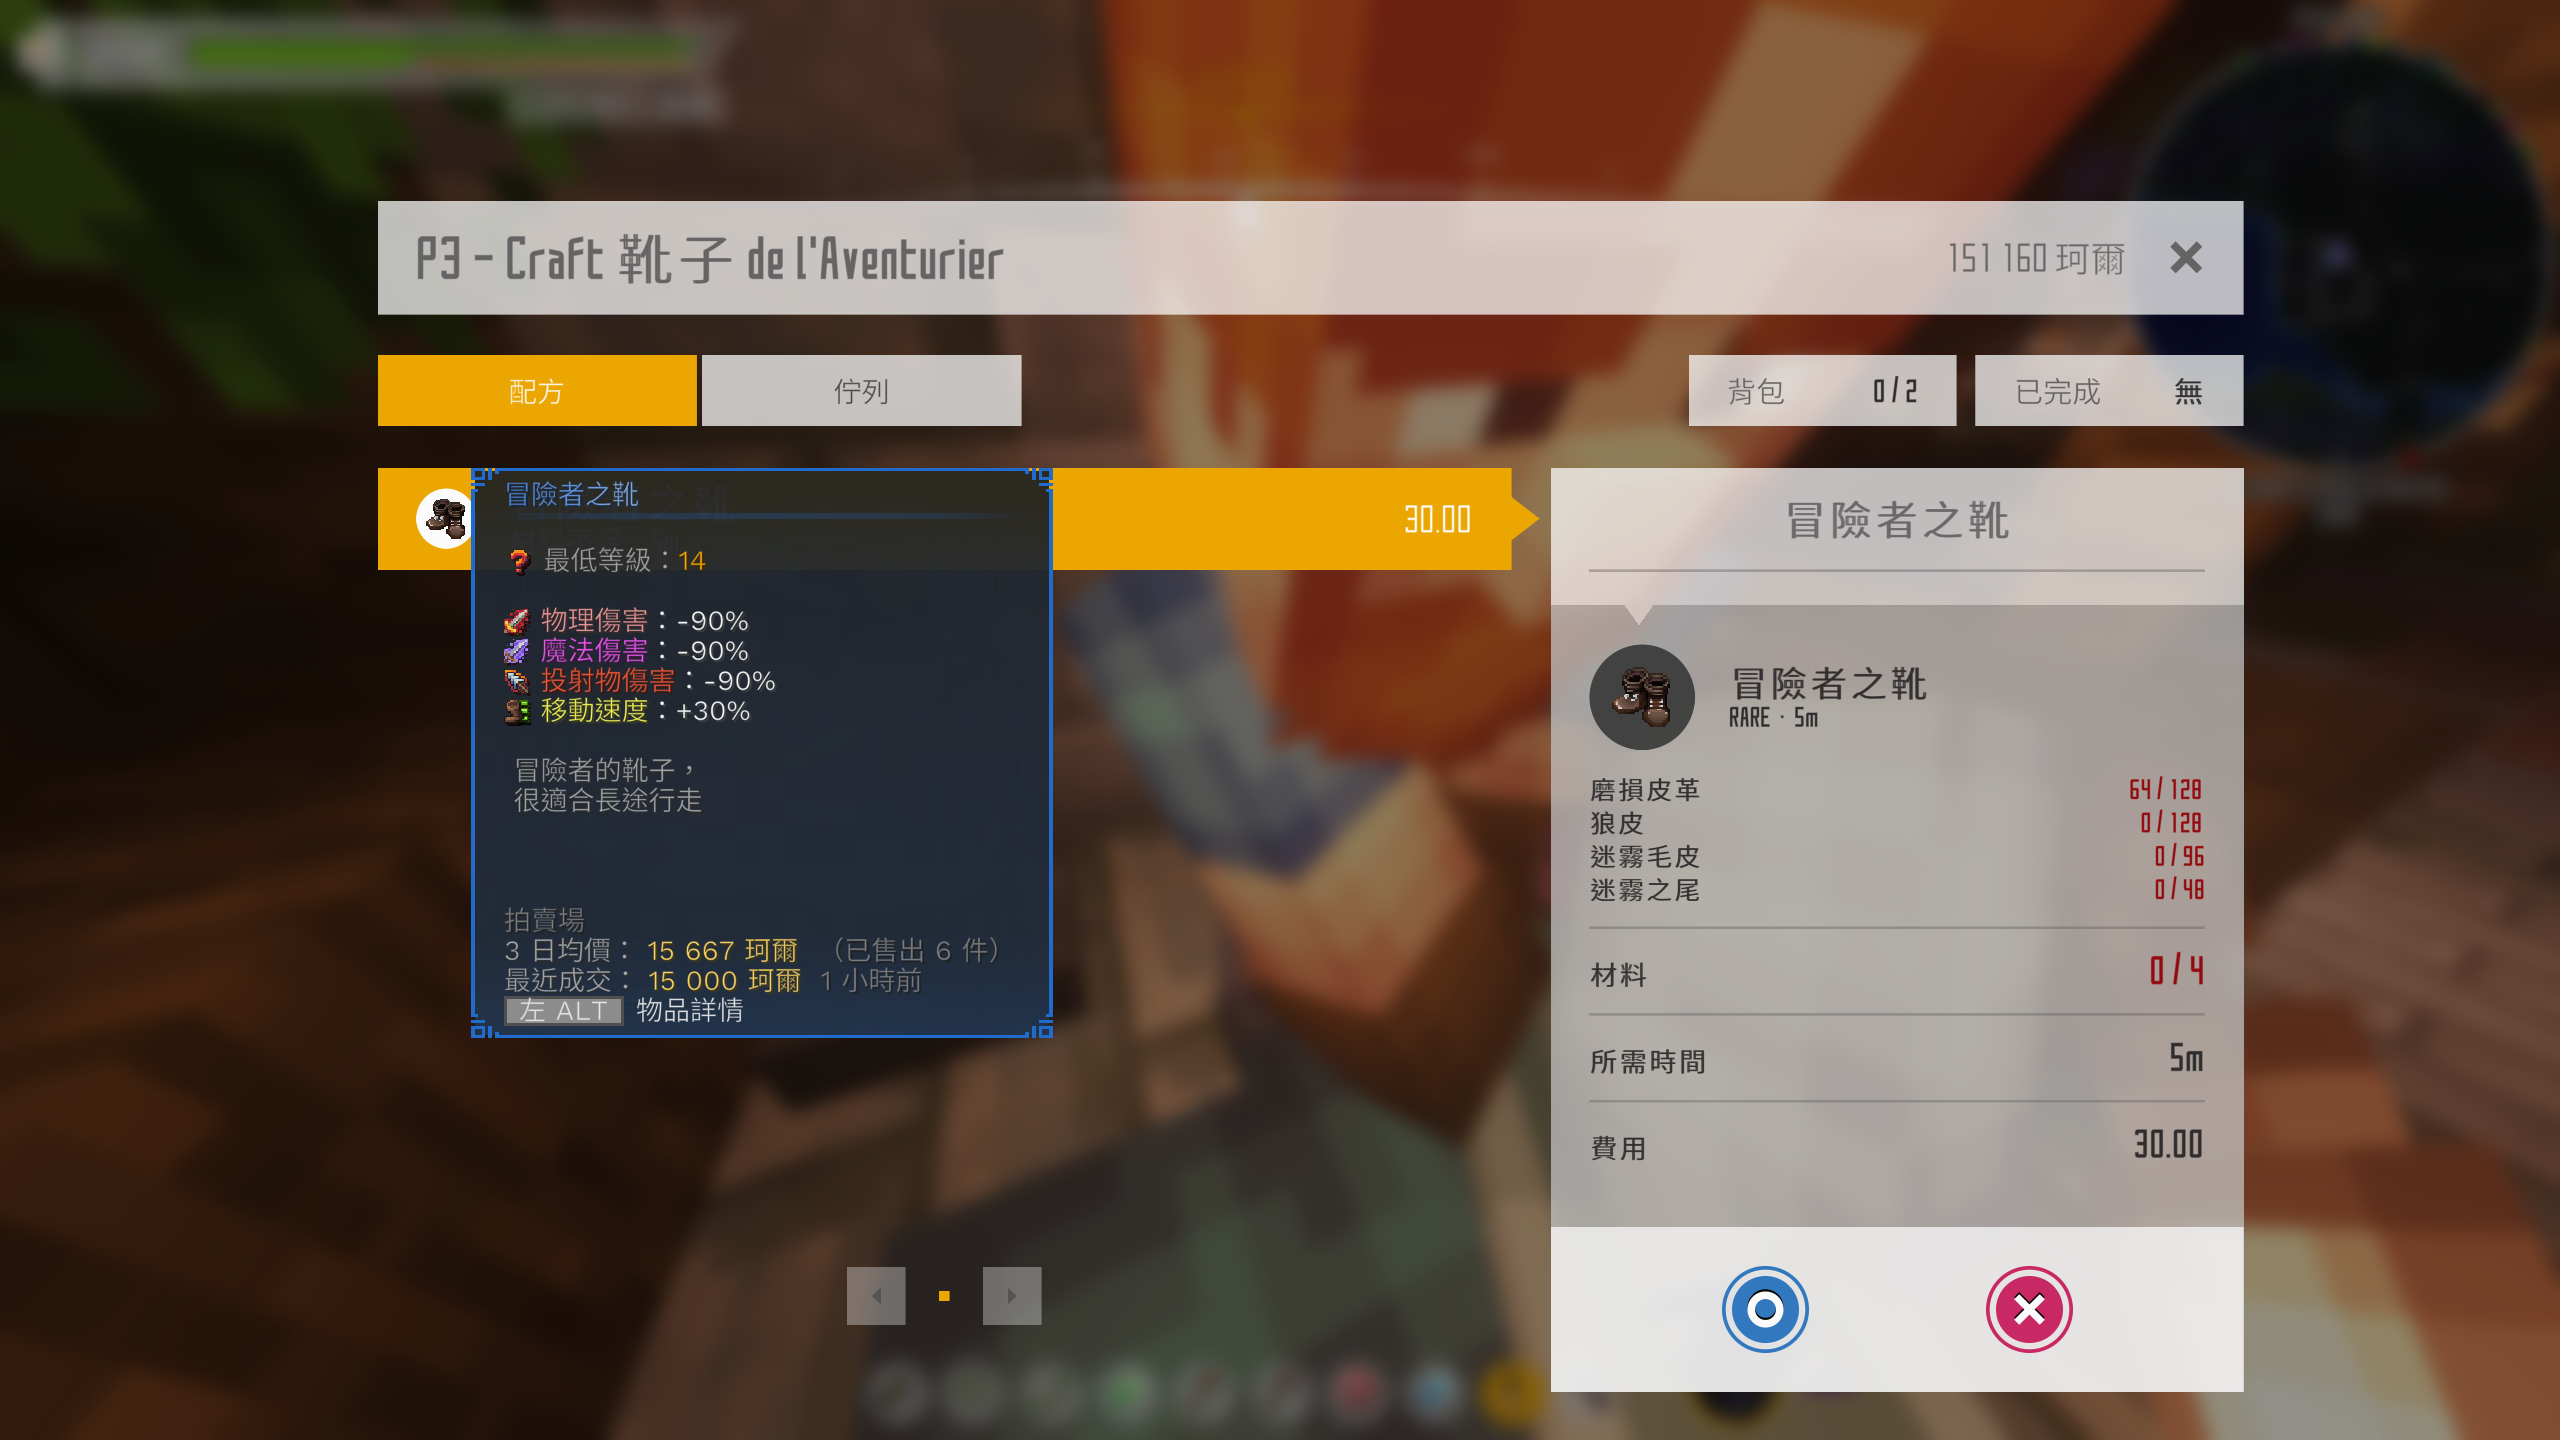 P3 - Craft 靴子 de l'Aventurier
151 160 珂爾
配方
佇列
背包 0/2
已完成 無
30.00
冒險者之靴
最低等級：14
物理傷害：-90%
魔法傷害：-90%
投射物傷害：-90%
移動速度：+30%
冒險者的靴子，
很適合長途行走
拍賣場
3 日均價： 15 667 珂爾 （已售出 6 件）
最近成交： 15 000 珂爾 1 小時前
左 ALT 物品詳情
冒險者之靴
冒險者之靴
RARE · 5m
磨損皮革 64/128
狼皮 0/128
迷霧毛皮 0/96
迷霧之尾 0/48
材料 0/4
所需時間 5m
費用 30.00